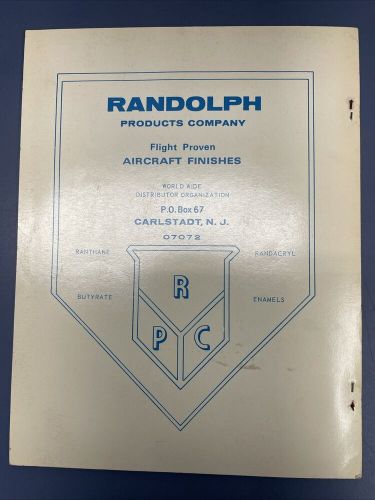 RANDOLPH
PRODUCTS COMPANY
Flight Proven
AIRCRAFT FINISHES
WORLD WIDE
DISTRIBUTOR ORGANIZATION
P.O. Box 67
CARLSTADT, N. J.
07072
RANTHANE
RANDACRYL
BUTYRATE
ENAMELS
R
P C